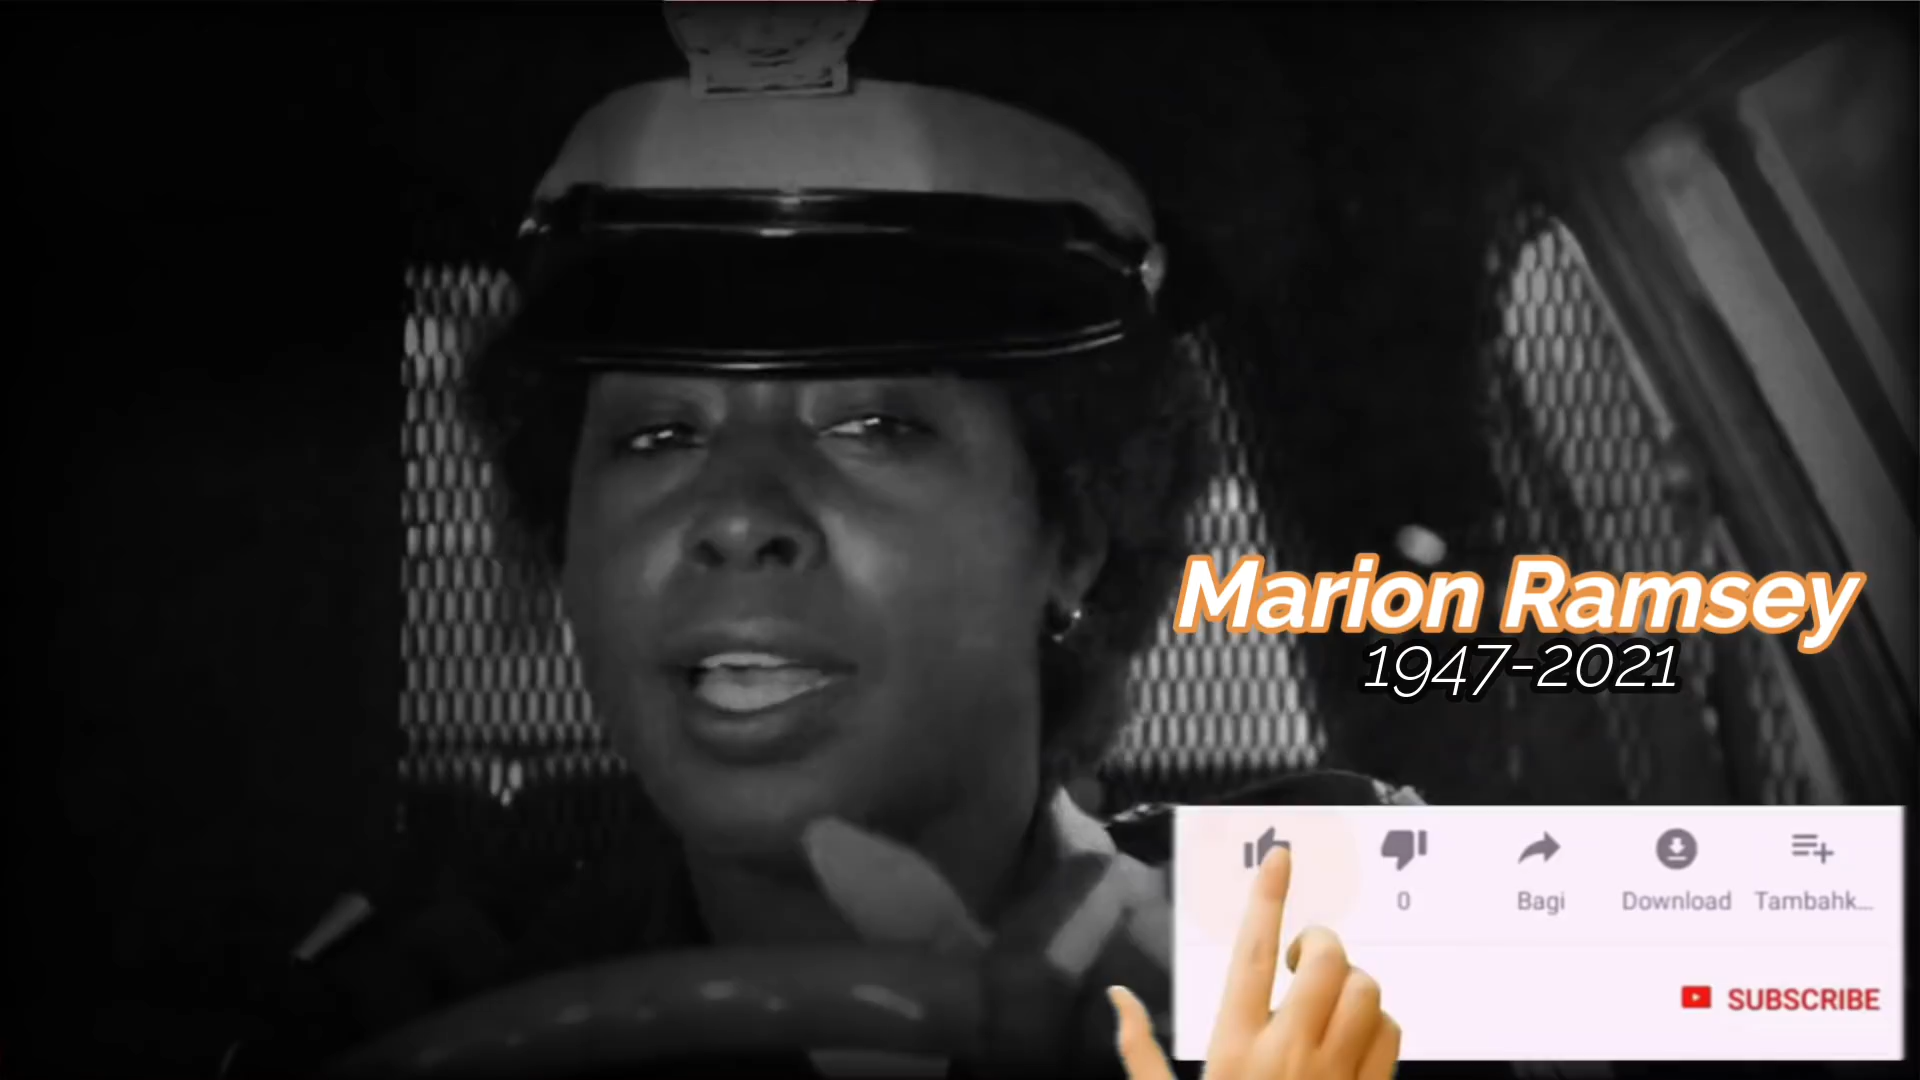 Marion Ramsey
1947-2021
0
Bagi
Download
Tambahk...
SUBSCRIBE